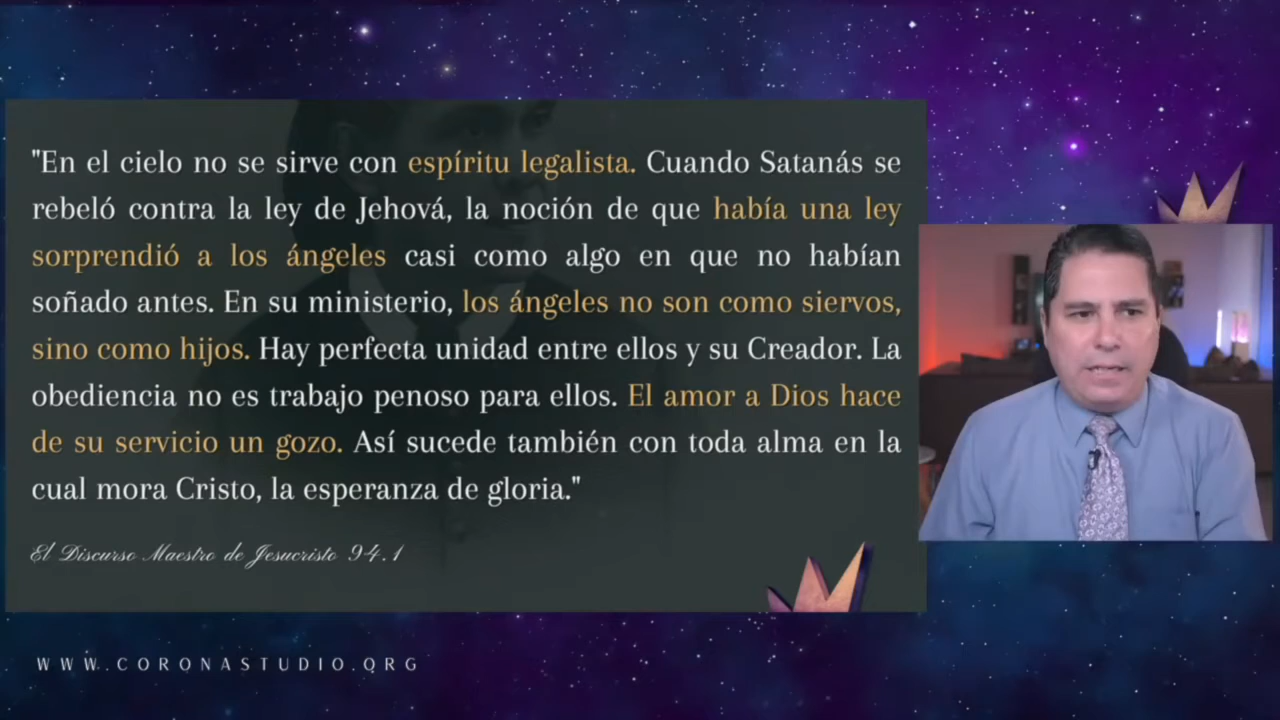 "En el cielo no se sirve con espíritu legalista. Cuando Satanás se
rebeló contra la ley de Jehová, la noción de que había una ley
sorprendió a los ángeles casi como algo en que no habían
soñado antes. En su ministerio, los ángeles no son como siervos,
sino como hijos. Hay perfecta unidad entre ellos y su Creador. La
obediencia no es trabajo penoso para ellos. El amor a Dios hace
de su servicio un gozo. Así sucede también con toda alma en la
cual mora Cristo, la esperanza de gloria."
El Discurso Maestro de Jesucristo 94.1
WWW.CORONASTUDIO.ORG